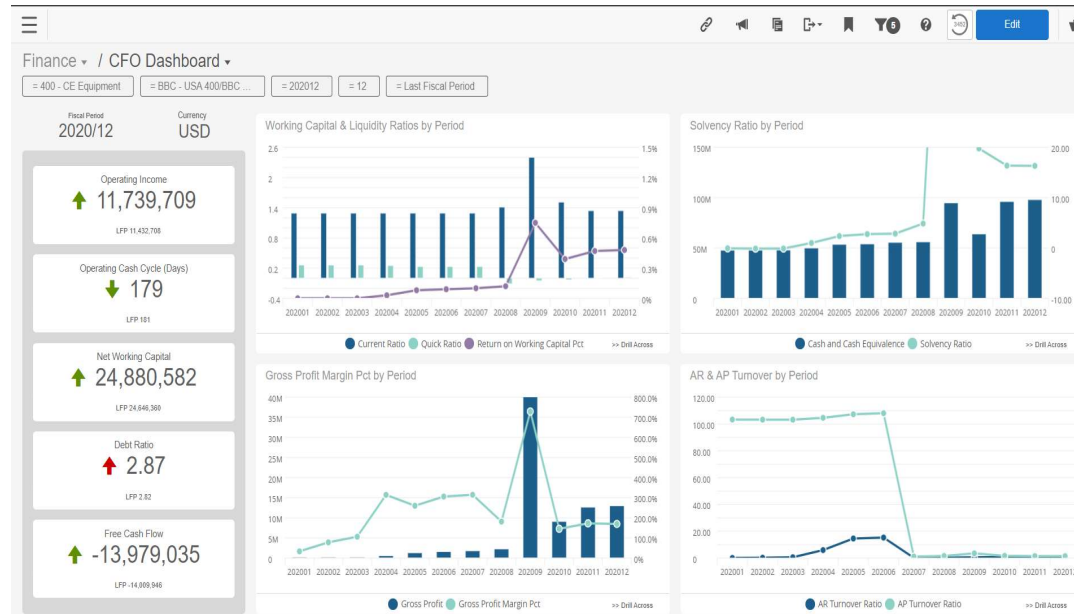 5
3452
Edit
Finance / CFO Dashboard
= 400 - CE Equipment
= BBC - USA 400/BBC ...
= 202012
= 12
= Last Fiscal Period
Fiscal Period
2020/12
Currency
USD
Operating Income
11,739,709
LFP 11,432,706
Operating Cash Cycle (Days)
179
LFP 181
Net Working Capital
24,880,582
LFP 24,646,360
Debt Ratio
2.87
LFP 2.82
Free Cash Flow
-13,979,035
LFP -14,009,946
Working Capital & Liquidity Ratios by Period
2.6
2
1.4
0.8
0.2
-0.4
1.5%
1.2%
0.9%
0.6%
0.3%
0%
202001 202002 202003 202004 202005 202006 202007 202008 202009 202010 202011 202012
Current Ratio Quick Ratio Return on Working Capital Pct >> Drill Across
Solvency Ratio by Period
150M
100M
50M
0
20.00
10.00
0
-10.00
202001 202002 202003 202004 202005 202006 202007 202008 202009 202010 202011 202012
Cash and Cash Equivalence Solvency Ratio >> Drill Across
Gross Profit Margin Pct by Period
40M
35M
30M
25M
20M
15M
10M
5M
0
800.0%
700.0%
600.0%
500.0%
400.0%
300.0%
200.0%
100.0%
0%
202001 202002 202003 202004 202005 202006 202007 202008 202009 202010 202011 202012
Gross Profit Gross Profit Margin Pct >> Drill Across
AR & AP Turnover by Period
120.00
100.00
80.00
60.00
40.00
20.00
0
202001 202002 202003 202004 202005 202006 202007 202008 202009 202010 202011
AR Turnover Ratio AP Turnover Ratio >> Drill Across